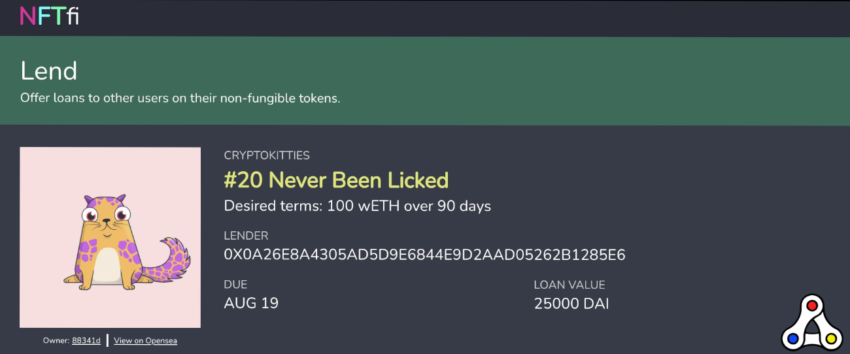 NFTfi
Lend
Offer loans to other users on their non-fungible tokens.
CRYPTOKITTIES
#20 Never Been Licked
Desired terms: 100 wETH over 90 days
LENDER
0X0A26E8A4305AD5D9E6844E9D2AAD05262B1285E6
DUE
LOAN VALUE
AUG 19
25000 DAI
Owner: 88341d | View on Opensea